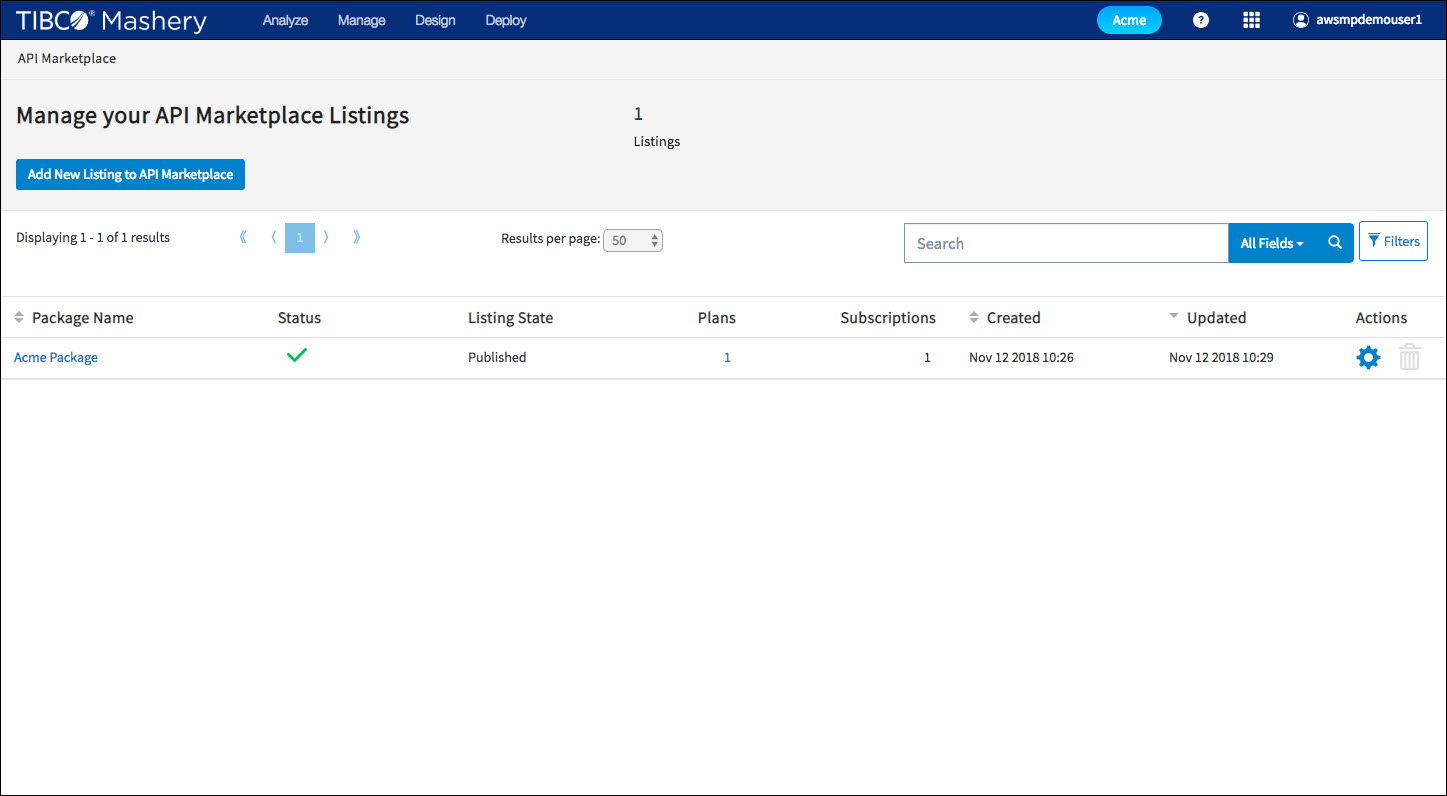 TIBCO® Mashery Analyze Manage Design Deploy Acme ? awsmpdemouser1
API Marketplace
Manage your API Marketplace Listings
1
Listings
Add New Listing to API Marketplace
Displaying 1 - 1 of 1 results 《 〈 1 〉 》 Results per page: 50 Search All Fields Filters
Package Name Status Listing State Plans Subscriptions Created Updated Actions
Acme Package Published 1 1 Nov 12 2018 10:26 Nov 12 2018 10:29